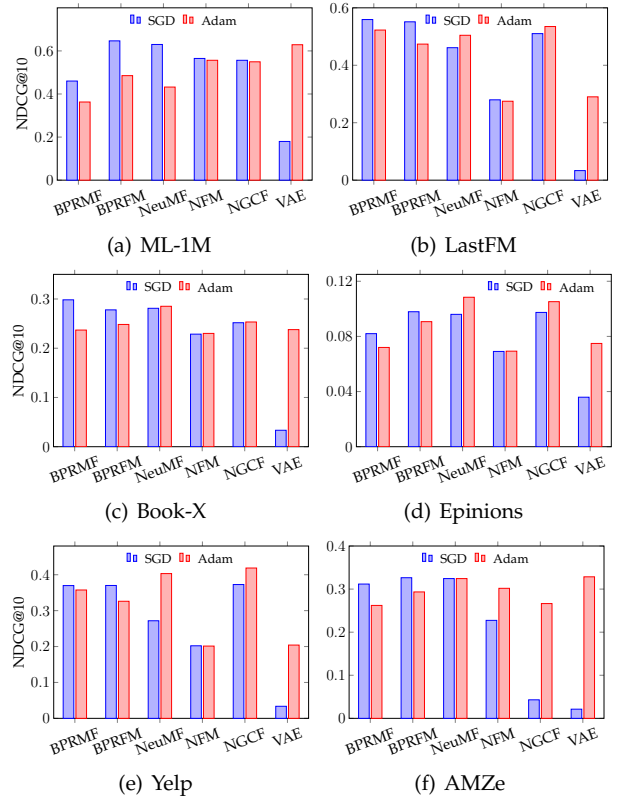 SGD Adam
NDCG@10
0.6
0.4
0.2
0
BPRMF BPRFM NeuMF NFM NGCF VAE
(a) ML-1M
SGD Adam
0.6
0.4
0.2
0
BPRMF BPRFM NeuMF NFM NGCF VAE
(b) LastFM
SGD Adam
NDCG@10
0.3
0.2
0.1
0
BPRMF BPRFM NeuMF NFM NGCF VAE
(c) Book-X
SGD Adam
0.12
0.08
0.04
0
BPRMF BPRFM NeuMF NFM NGCF VAE
(d) Epinions
SGD Adam
NDCG@10
0.4
0.3
0.2
0.1
0
BPRMF BPRFM NeuMF NFM NGCF VAE
(e) Yelp
SGD Adam
0.4
0.3
0.2
0.1
0
BPRMF BPRFM NeuMF NFM NGCF VAE
(f) AMZe